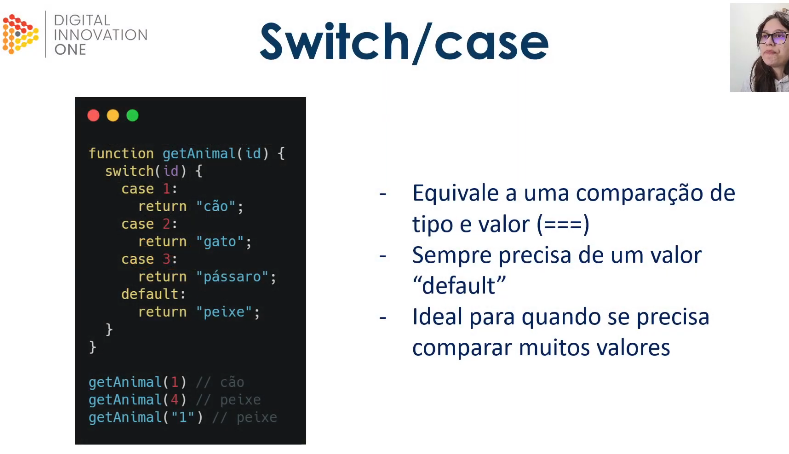 DIGITAL
INNOVATION
ONE
Switch/case
function getAnimal(id) {
  switch(id) {
    case 1:
      return "cão";
    case 2:
      return "gato";
    case 3:
      return "pássaro";
    default:
      return "peixe";
  }
}
getAnimal(1) // cão
getAnimal(4) // peixe
getAnimal("1") // peixe
- Equivale a uma comparação de
tipo e valor (===)
- Sempre precisa de um valor
“default”
- Ideal para quando se precisa
comparar muitos valores